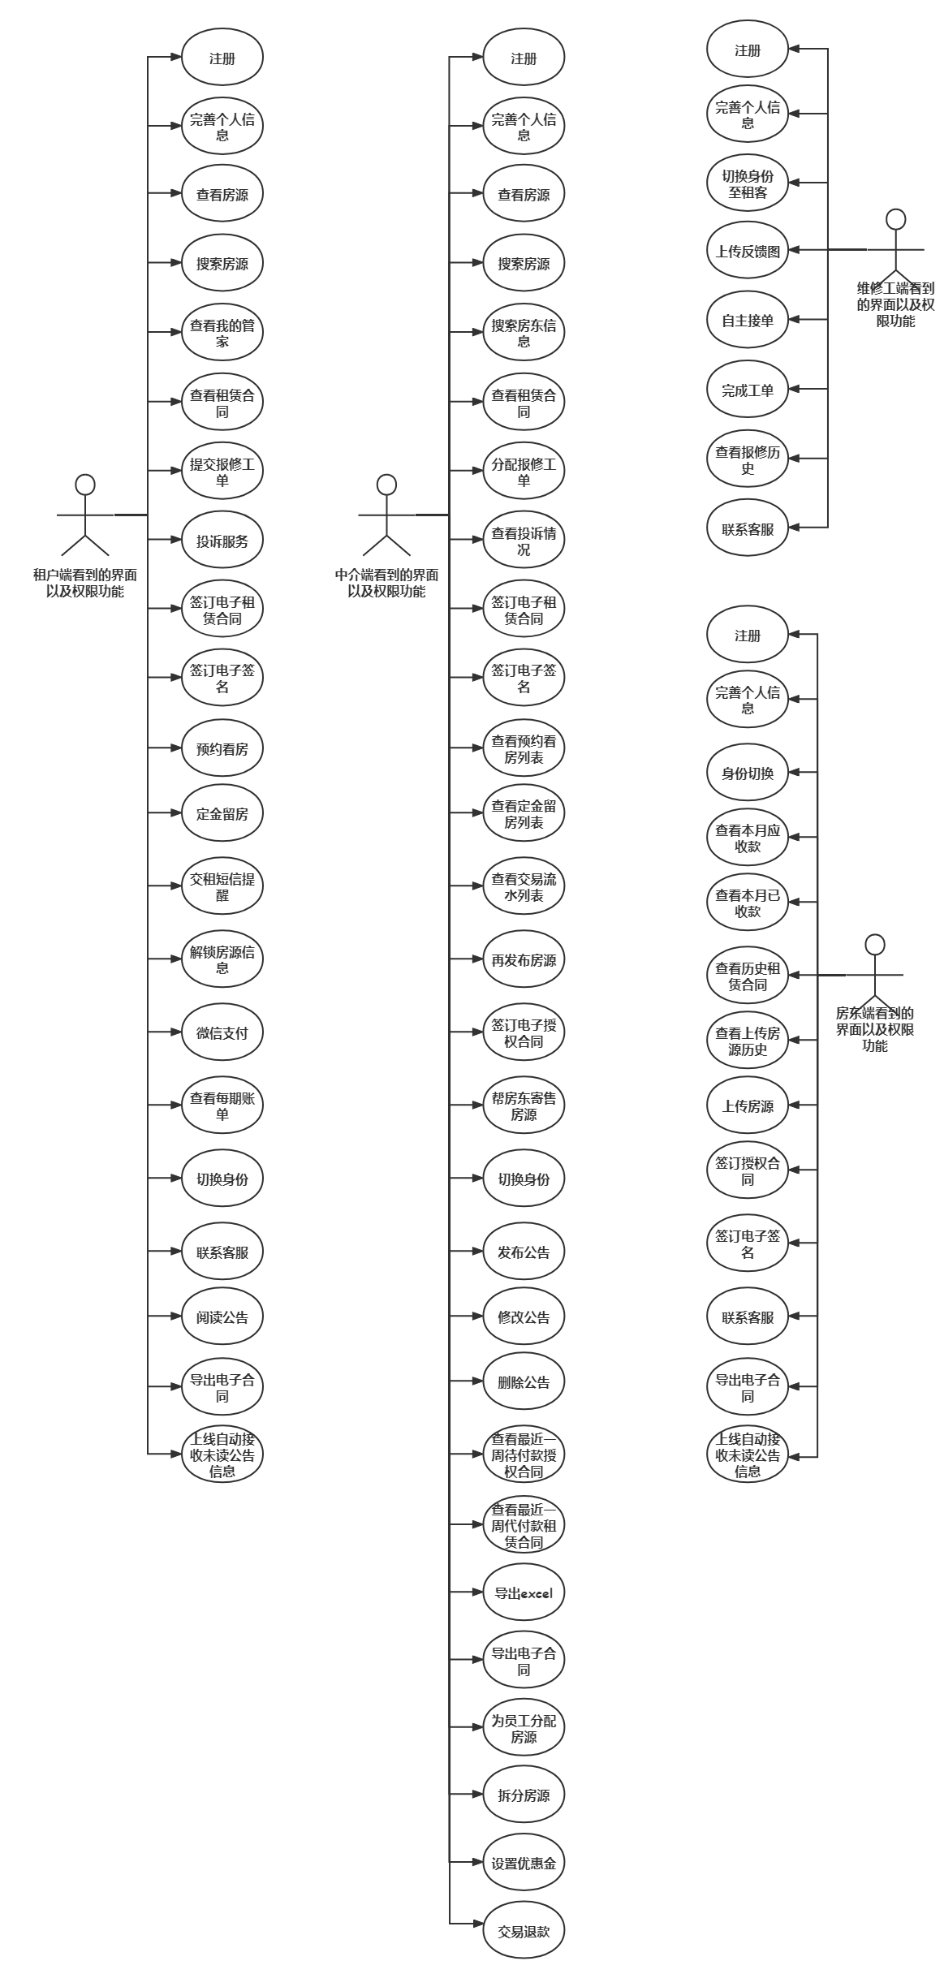 注册
完善个人信
息
查看房源
搜索房源
查看我的管
家
查看租赁合
同
提交报修工
单
投诉服务
租户端看到的界面
以及权限功能
签订电子租
赁合同
签订电子签
名
预约看房
定金留房
交租短信提
醒
解锁房源信
息
微信支付
查看每期账
单
切换身份
联系客服
阅读公告
导出电子合
同
上线自动接
收未读公告
信息
注册
完善个人信
息
查看房源
搜索房源
搜索房东信
息
查看租赁合
同
分配报修工
单
查看投诉情
况
中介端看到的界面
以及权限功能
签订电子租
赁合同
签订电子签
名
查看预约看
房列表
查看定金留
房列表
查看交易流
水列表
再发布房源
签订电子授
权合同
帮房东寄售
房源
切换身份
发布公告
修改公告
删除公告
查看最近一
周待付款授
权合同
查看最近一
周代付款租
赁合同
导出excel
导出电子合
同
为员工分配
房源
拆分房源
设置优惠金
交易退款
注册
完善个人信
息
切换身份
至租客
上传反馈图
维修工端看到
的界面以及权
限功能
自主接单
完成工单
查看报修历
史
联系客服
注册
完善个人信
息
身份切换
查看本月应
收款
查看本月已
收款
查看历史租
赁合同
房东端看到的
界面以及权限
功能
查看上传房
源历史
上传房源
签订授权合
同
签订电子签
名
联系客服
导出电子合
同
上线自动接
收未读公告
信息